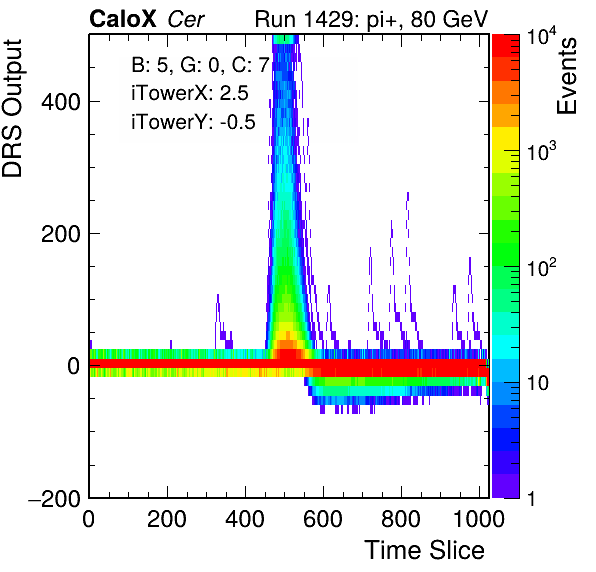 CaloX Cer Run 1429: pi+, 80 GeV
B: 5, G: 0, C: 7
iTowerX: 2.5
iTowerY: -0.5
DRS Output
400
200
0
−200
0 200 400 600 800 1000
Time Slice
Events
10^4
10^3
10^2
10
1